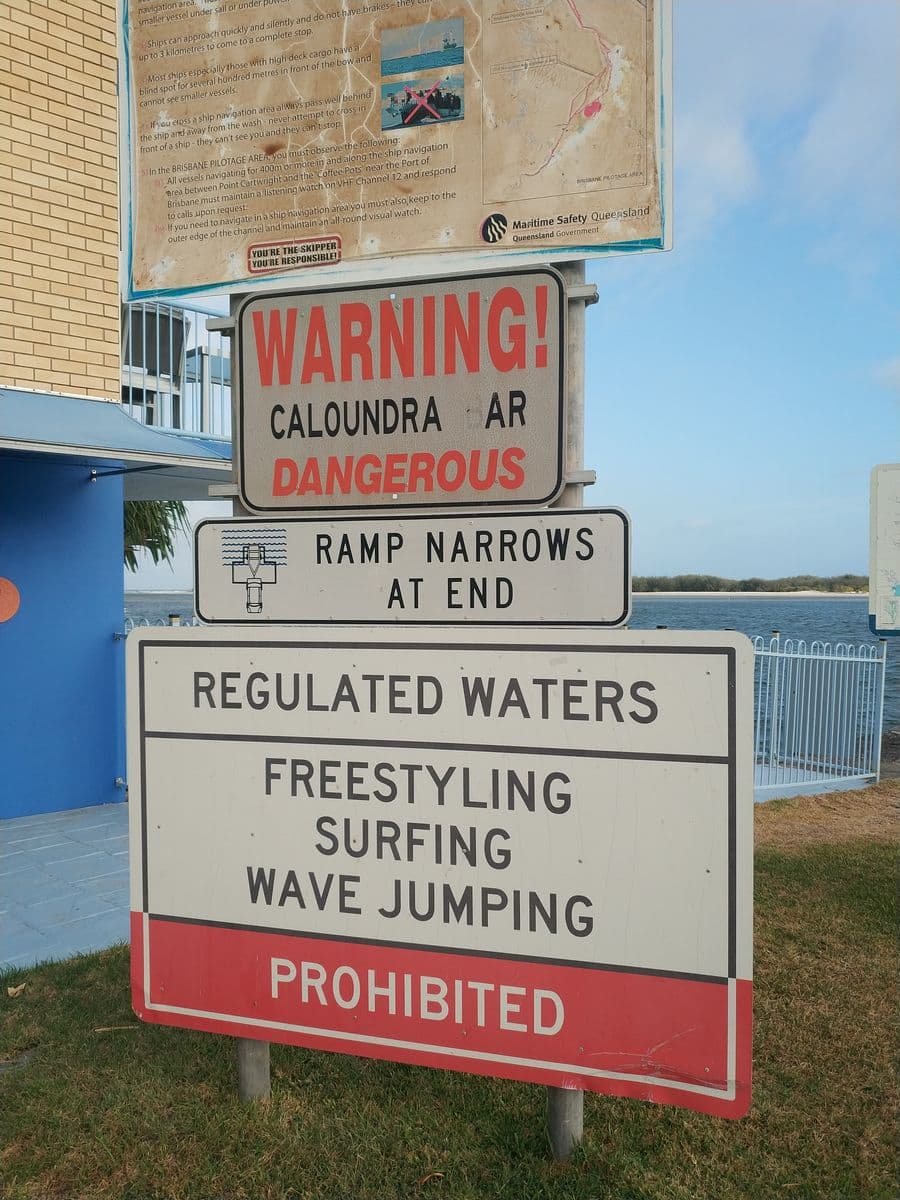 navigation area.
smaller vessel under sail or under power
Ships can approach quickly and silently and do not have brakes - they can
up to 3 kilometres to come to a complete stop.
Most ships especially those with high deck cargo have a
blind spot for several hundred metres in front of the bow and
cannot see smaller vessels.
If you cross a ship navigation area always pass well behind
the ship and away from the wash - never attempt to cross in
front of a ship - they can't see you and they can't stop.
In the BRISBANE PILOTAGE AREA, you must observe the following:
All vessels navigating for 400m or more in and along the ship navigation
area between Point Cartwright and the 'Coffee Pots' near the Port of
Brisbane must maintain a listening watch on VHF Channel 12 and respond
to calls upon request.
If you need to navigate in a ship navigation area you must also keep to the
outer edge of the channel and maintain an all-round visual watch.
BRISBANE PILOTAGE AREA
YOU'RE THE SKIPPER
YOU'RE RESPONSIBLE!
Maritime Safety Queensland
Queensland Government
WARNING!
CALOUNDRA AR
DANGEROUS
RAMP NARROWS
AT END
REGULATED WATERS
FREESTYLING
SURFING
WAVE JUMPING
PROHIBITED